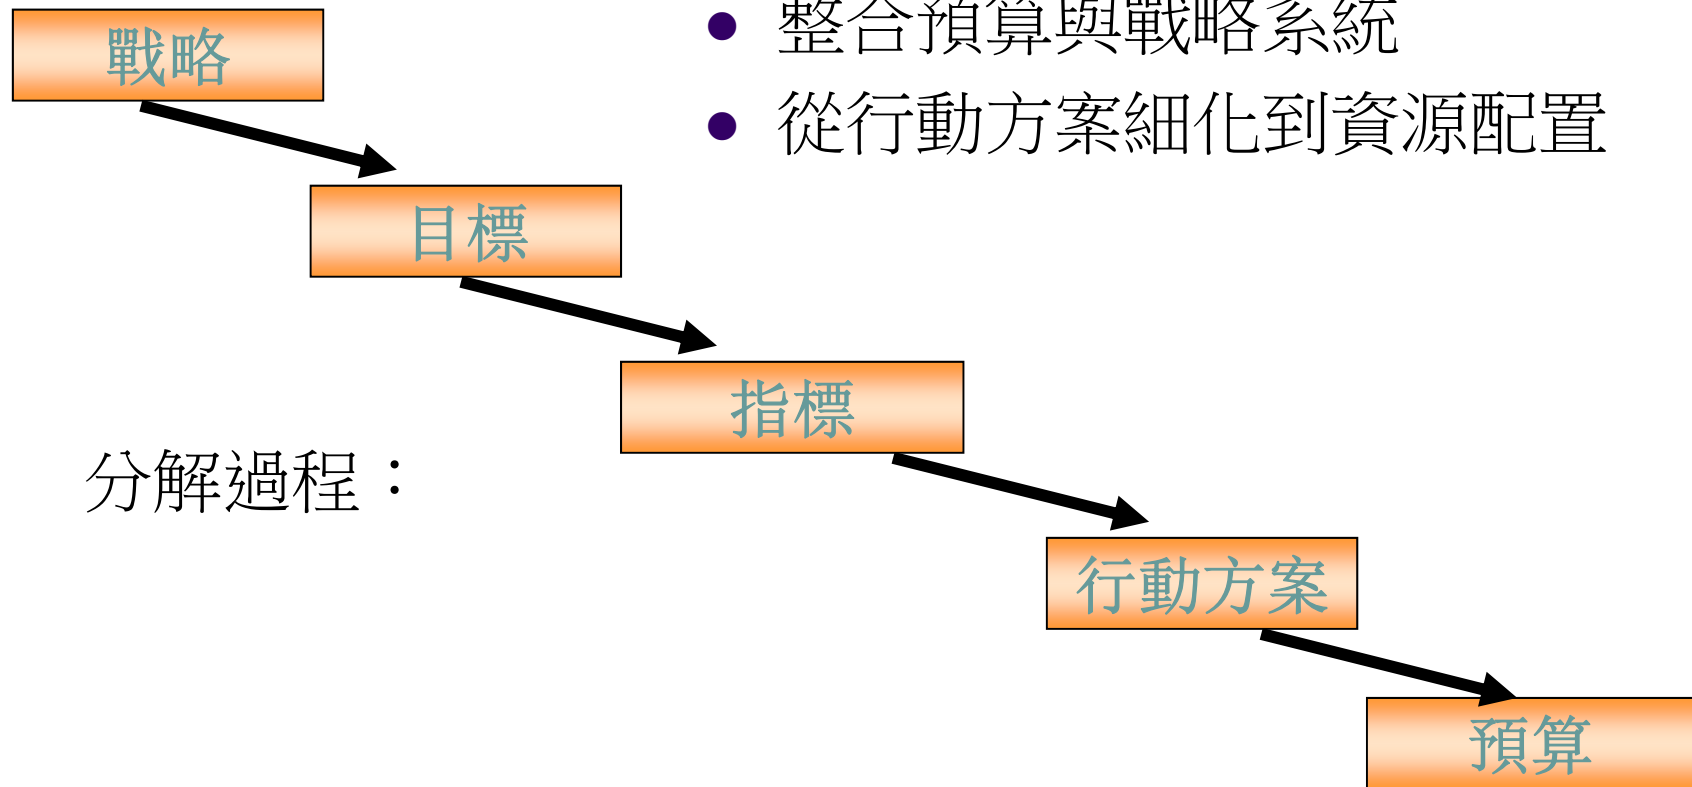 戰略
● 整合預算與戰略系統
● 從行動方案細化到資源配置
目標
指標
分解過程：
行動方案
預算